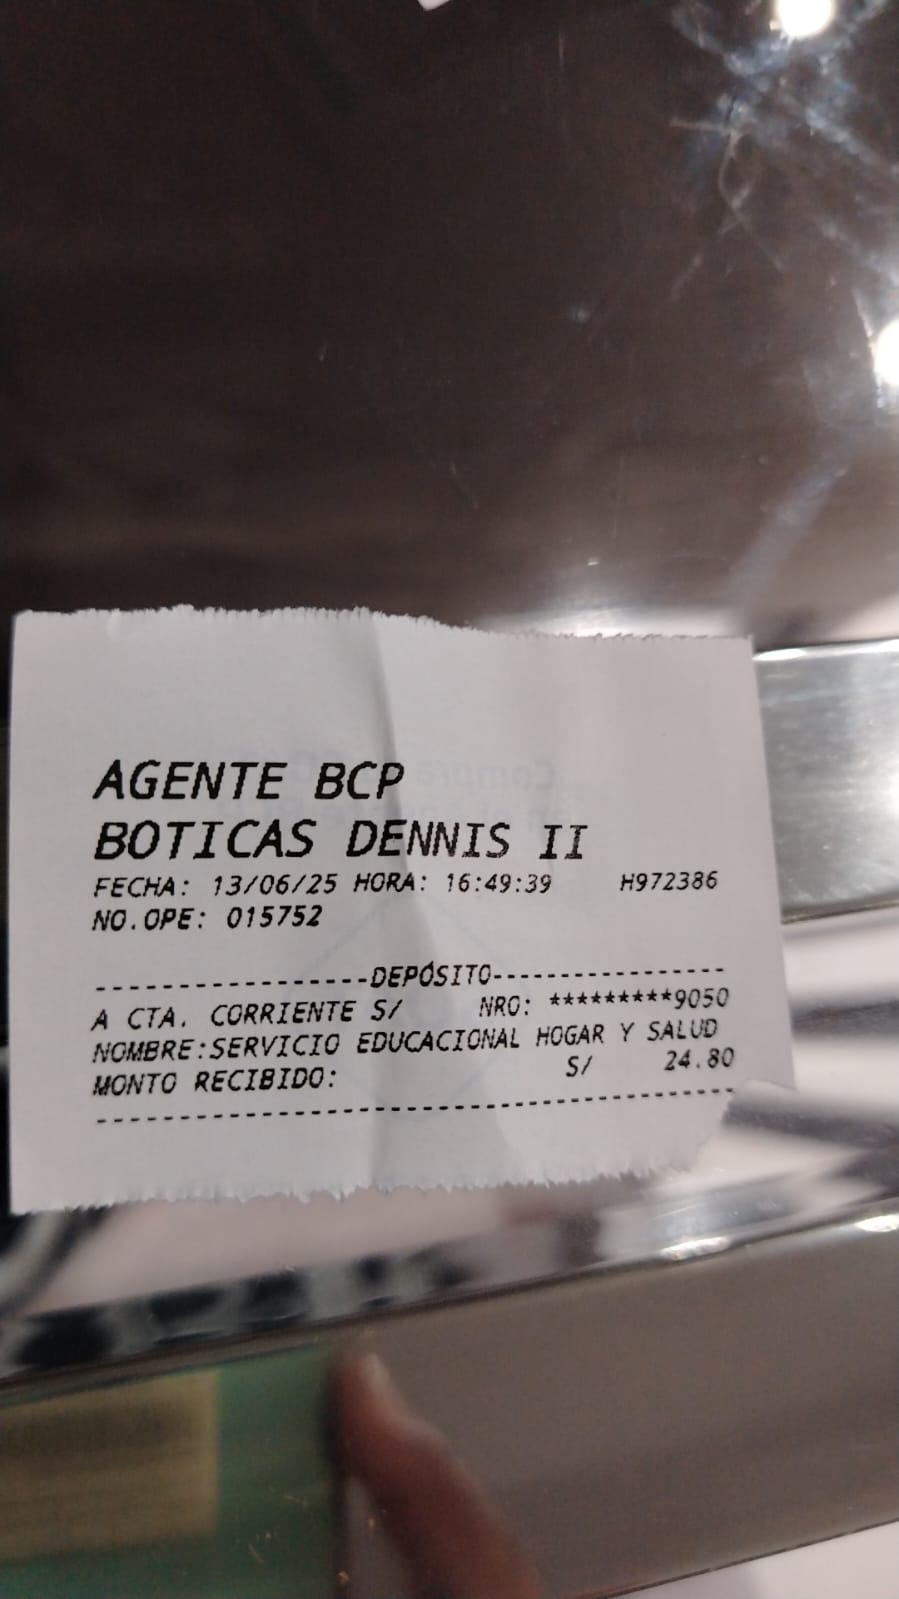 AGENTE BCP
BOTICAS DENNIS II
FECHA: 13/06/25 HORA: 16:49:39 H972386
NO.OPE: 015752
------------------DEPÓSITO-----------------
A CTA. CORRIENTE S/ NRO: *********9050
NOMBRE:SERVICIO EDUCACIONAL HOGAR Y SALUD
MONTO RECIBIDO: S/ 24.80
-------------------------------------------